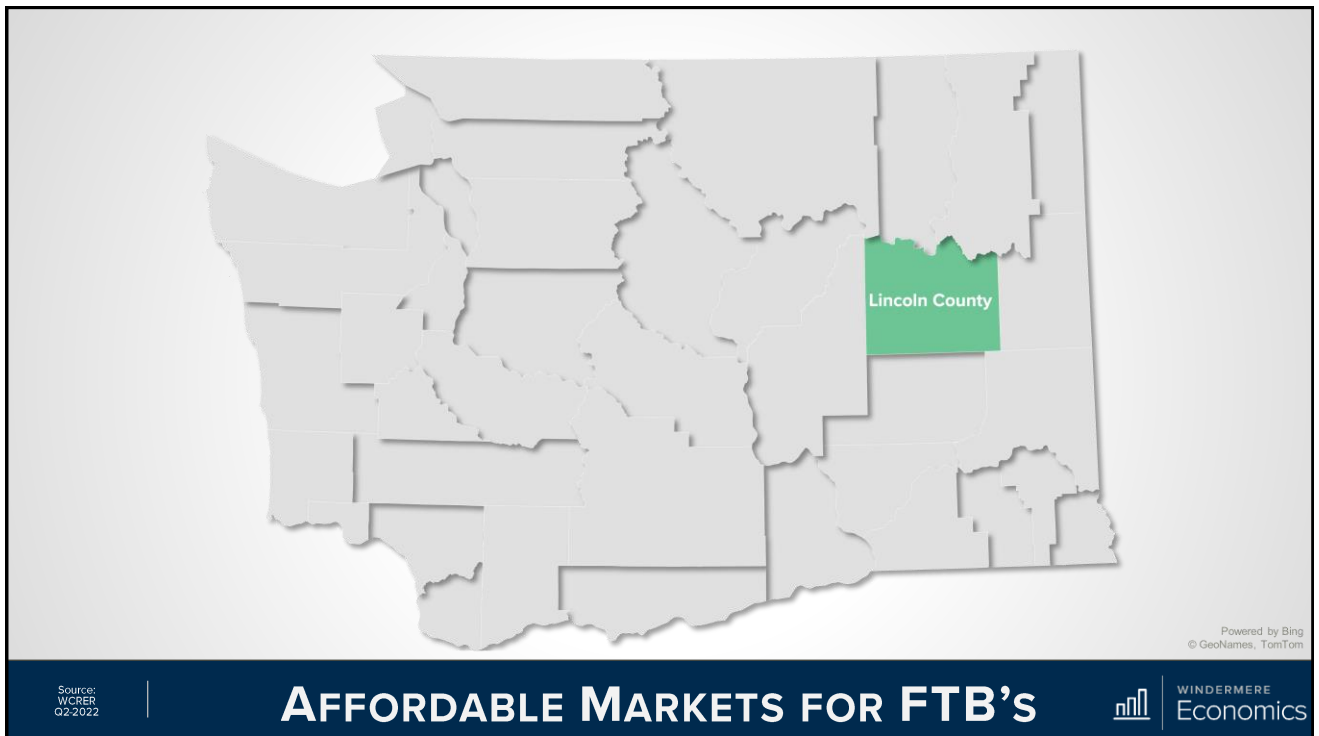 Lincoln County
Powered by Bing
© GeoNames, TomTom
Source:
WCRER
Q2-2022
AFFORDABLE MARKETS FOR FTB'S
WINDERMERE
Economics